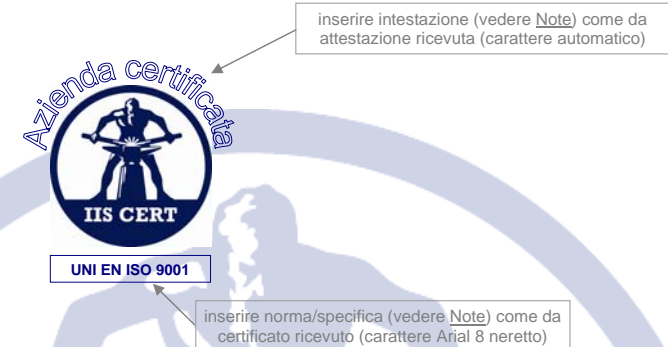 inserire intestazione (vedere Note) come da
attestazione ricevuta (carattere automatico)
Azienda certificata
IIS CERT
UNI EN ISO 9001
inserire norma/specifica (vedere Note) come da
certificato ricevuto (carattere Arial 8 neretto)